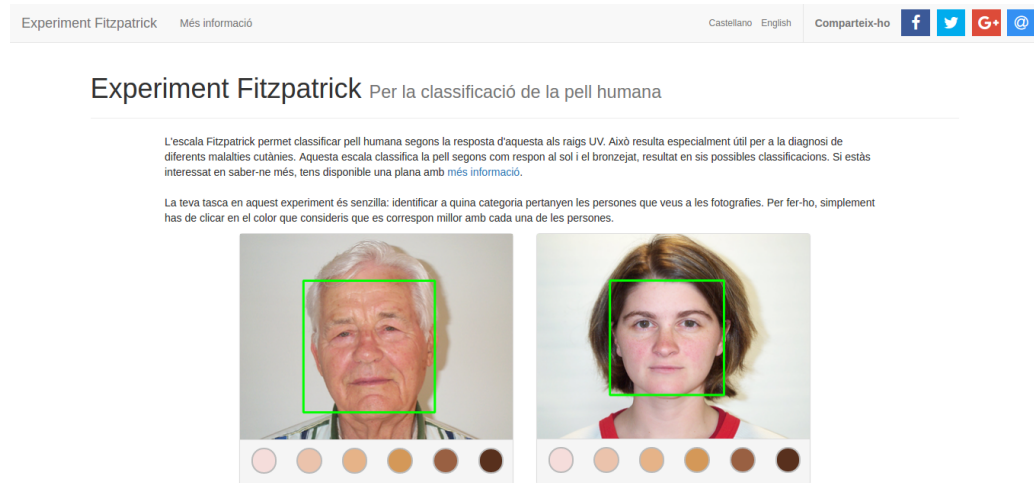 Experiment Fitzpatrick Més informació Castellano English Comparteix-ho f G+ @
Experiment Fitzpatrick Per la classificació de la pell humana
L'escala Fitzpatrick permet classificar pell humana segons la resposta d'aquesta als raigs UV. Això resulta especialment útil per a la diagnosi de
diferents malalties cutànies. Aquesta escala classifica la pell segons com respon al sol i el bronzejat, resultat en sis possibles classificacions. Si estàs
interessat en saber-ne més, tens disponible una plana amb més informació.
La teva tasca en aquest experiment és senzilla: identificar a quina categoria pertanyen les persones que veus a les fotografies. Per fer-ho, simplement
has de clicar en el color que consideris que es correspon millor amb cada una de les persones.